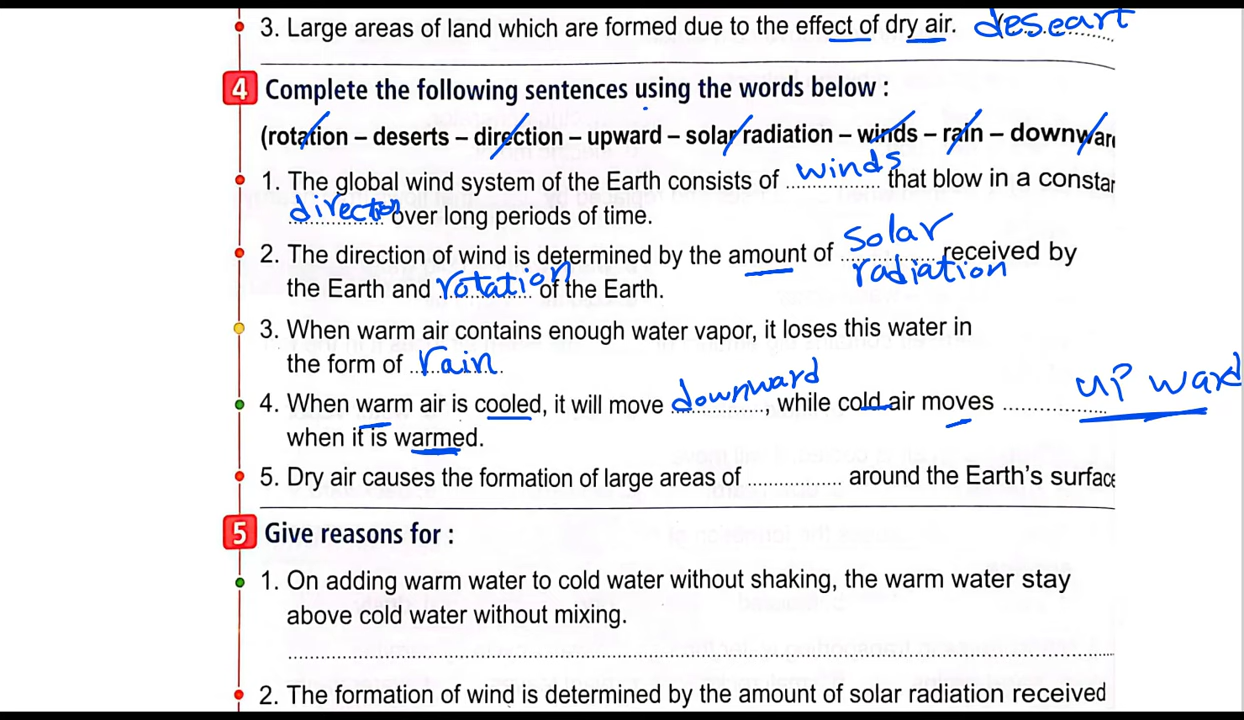 3. Large areas of land which are formed due to the effect of dry air. deseart
4 Complete the following sentences using the words below :
(rotation – deserts – direction – upward – solar radiation – winds – rain – downward
1. The global wind system of the Earth consists of winds that blow in a constan
direction over long periods of time.
2. The direction of wind is determined by the amount of solar radiation received by
the Earth and rotation of the Earth.
3. When warm air contains enough water vapor, it loses this water in
the form of rain.
4. When warm air is cooled, it will move downward, while cold air moves up ward
when it is warmed.
5. Dry air causes the formation of large areas of ............... around the Earth's surface
5 Give reasons for :
1. On adding warm water to cold water without shaking, the warm water stay
above cold water without mixing.
2. The formation of wind is determined by the amount of solar radiation received